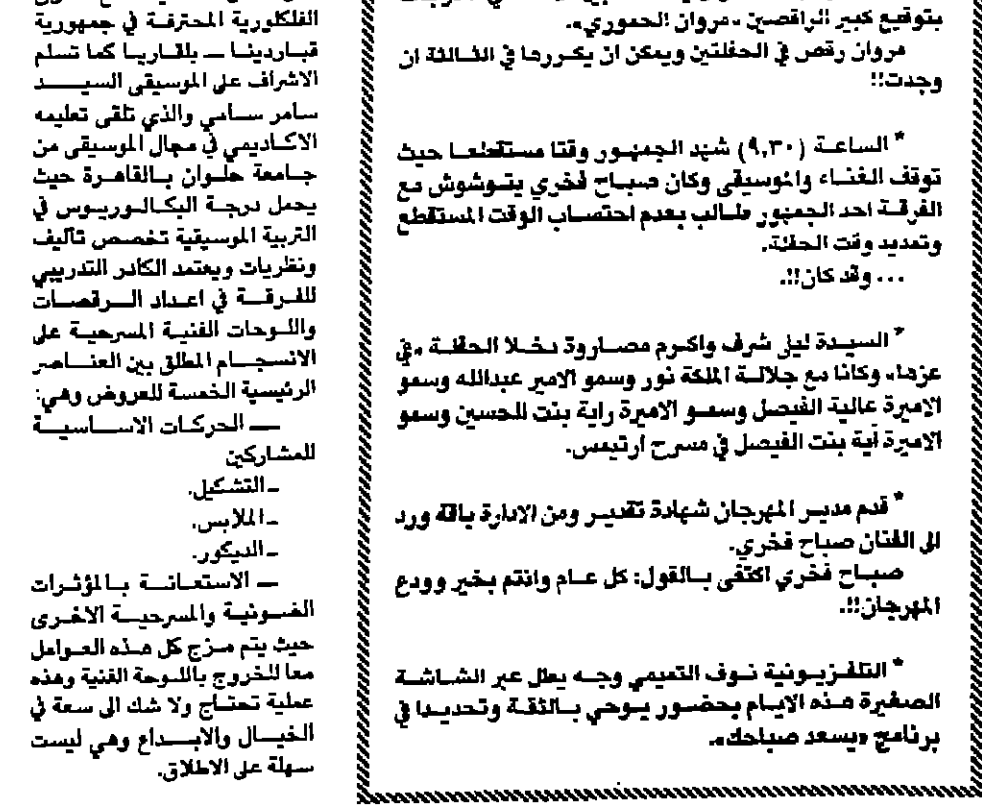 بتوقيع كبير الراقصين «مروان الحموري».
مروان رقص في الحفلتين ويمكن ان يكررها في الثالثة ان
وجدت!!
* الساعة (٩,٣٠) شهد الجمهور وقتا مستقطعا حيث
توقف الغناء والموسيقى وكان صباح فخري يتوشوش مع
الفرقة احد الجمهور طالب بعدم احتساب الوقت المستقطع
وتمديد وقت الحفلة.
... وقد كان!!.
* السيدة ليلى شرف واكرم مصاروة دخلا الحفلة «في
عزها» وكانا مع جلالة الملكة نور وسمو الامير عبدالله وسمو
الاميرة عالية الفيصل وسمو الاميرة راية بنت الحسين وسمو
الاميرة آية بنت الفيصل في مسرح ارتيمس.
* قدم مدير المهرجان شهادة تقدير ومن الادارة باقة ورد
الى الفنان صباح فخري.
صباح فخري اكتفى بالقول: كل عام وانتم بخير وودع
المهرجان!!.
* التلفزيونية نوف التميمي وجه يطل عبر الشاشة
الصغيرة هذه الايام بحضور يوحي بالثقة وتحديدا في
برنامج «يسعد صباحك».
الفلكلورية المحترفة في جمهورية
قباردينا — بلقاريا كما تسلم
الاشراف على الموسيقى السيد
سامر سامي والذي تلقى تعليمه
الاكاديمي في مجال الموسيقى من
جامعة حلوان بالقاهرة حيث
يحمل درجة البكالوريوس في
التربية الموسيقية تخصص تأليف
ونظريات ويعتمد الكادر التدريبي
للفرقة في اعداد الرقصات
واللوحات الفنية المسرحية على
الانسجام المطلق بين العناصر
الرئيسية الخمسة للعروض وهي:
— الحركات الاساسية
للمشاركين
- التشكيل.
- الملابس.
- الديكور.
— الاستعانة بالمؤثرات
الضوئية والمسرحية الاخرى
حيث يتم مزج كل هذه العوامل
معا للخروج باللوحة الفنية وهذه
عملية تحتاج ولا شك الى سعة في
الخيال والابداع وهي ليست
سهلة على الاطلاق.